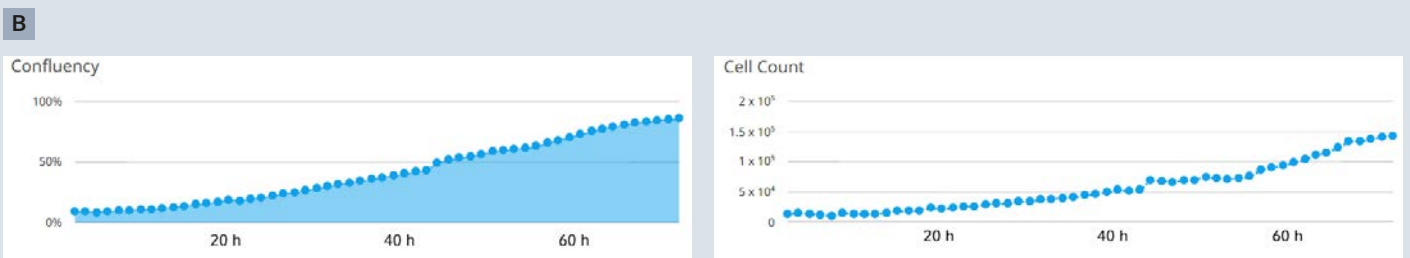 B
Confluency
100%
50%
0%
20 h 40 h 60 h
Cell Count
2 x 10⁵
1.5 x 10⁵
1 x 10⁵
5 x 10⁴
0
20 h 40 h 60 h